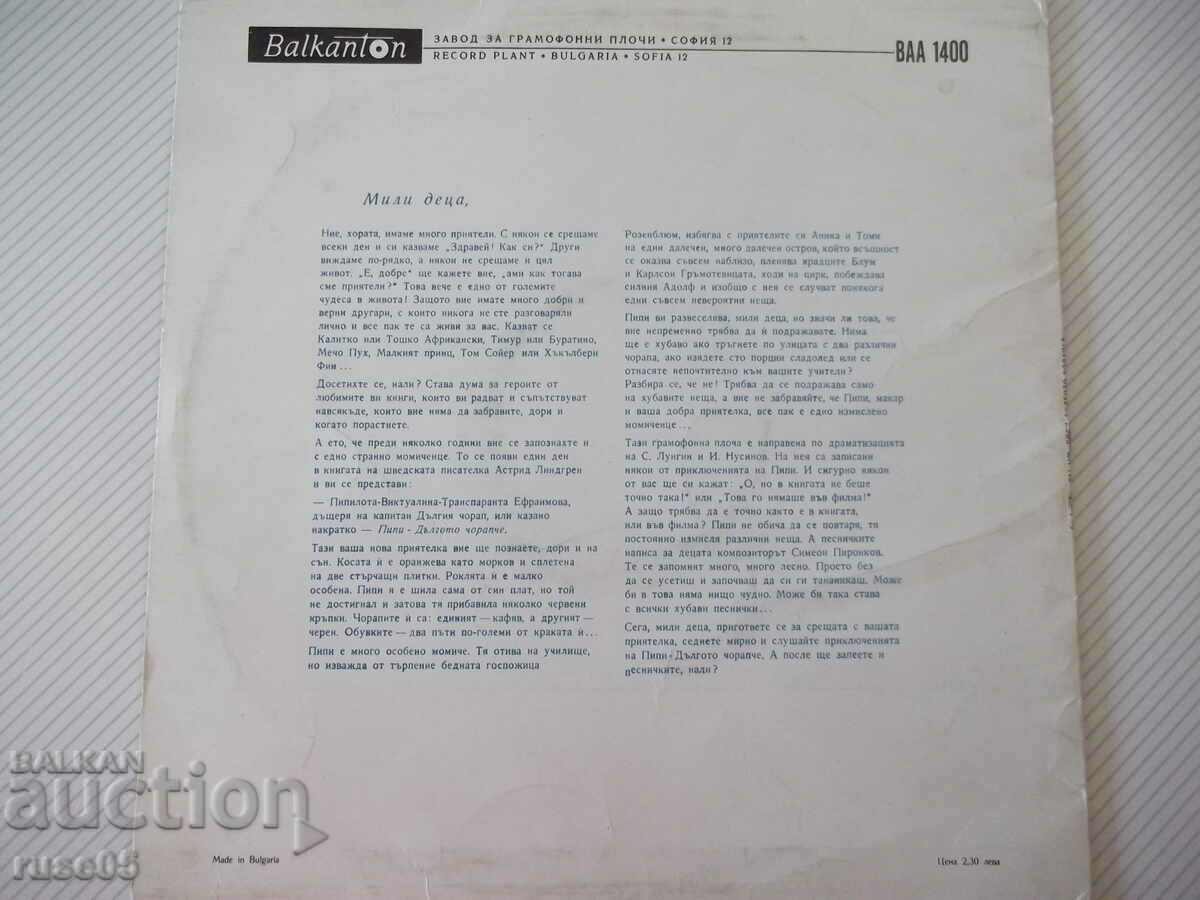 Balkanton
ЗАВОД ЗА ГРАМОФОННИ ПЛОЧИ • СОФИЯ 12
RECORD PLANT • BULGARIA • SOFIA 12
ВАА 1400
Мили деца,
Ние, хората, имаме много приятели. С някои се срещаме
всеки ден и си казваме „Здравей! Как си?“ Други
виждаме по-рядко, а някои не срещаме и цял
живот. „Е, добре“ ще кажете вие, „ами как тогава
сме приятели?“ Това вече е едно от големите
чудеса в живота! Защото вие имате много добри и
верни другари, с които никога не сте разговаряли
лично и все пак те са живи за вас. Казват се
Калитко или Тошко Африкански, Тимур или Буратино,
Мечо Пух, Малкият принц, Том Сойер или Хъкълбери
Фин...
Досетихте се, нали? Става дума за героите от
любимите ви книги, които ви радват и съпътствуват
навсякъде, които вие няма да забравите, дори и
когато порастнете.
А ето, че преди няколко години вие се запознахте и
с едно странно момиченце. То се появи един ден
в книгата на шведската писателка Астрид Линдгрен
и ви се представи:
— Пипилота-Виктуалина-Транспаранта Ефраимова,
дъщеря на капитан Дългия чорап, или казано
накратко — Пипи - Дългото чорапче.
Тази ваша нова приятелка вие ще познаете, дори и на
сън. Косата ѝ е оранжева като морков и сплетена
на две стърчащи плитки. Роклята ѝ е малко
особена. Пипи я е шила сама от син плат, но той
не достигнал и затова тя прибавила няколко червени
кръпки. Чорапите ѝ са: единият — кафяв, а другият —
черен. Обувките — два пъти по-големи от краката ѝ...
Пипи е много особено момиче. Тя отива на училище,
но изважда от търпение бедната госпожица
Розенблюм, избягва с приятелите си Аника и Томи
на един далечен, много далечен остров, който всъщност
се оказва съвсем наблизо, пленява крадците Блум
и Карлсон Гръмотевицата, ходи на цирк, побеждава
силния Адолф и изобщо с нея се случват понякога
едни съвсем невероятни неща.
Пипи ви развеселява, мили деца, но значи ли това, че
вие непременно трябва да ѝ подражавате. Нима
ще е хубаво ако тръгнете по улицата с два различни
чорапа, ако изядете сто порции сладолед или се
отнасяте непочтително към вашите учители?
Разбира се, че не! Трябва да се подражава само
на хубавите неща, а вие не забравяйте, че Пипи, макар
и ваша добра приятелка, все пак е едно измислено
момиченце...
Тази грамофонна плоча е направена по драматизацията
на С. Лунгин и И. Нусинов. На нея са записани
някои от приключенията на Пипи. И сигурно някои
от вас ще си кажат: "О, но в книгата не беше
точно така!" или „Това го нямаше във филма!"
А защо трябва да е точно както е в книгата,
или във филма? Пипи не обича да се повтаря, тя
постоянно измисля различни неща. А песничките
написа за децата композиторът Симеон Пиронков.
Те се запомнят много, много лесно. Просто без
да се усетиш и започваш да си ги тананикаш. Може
би в това няма нищо чудно. Може би така става
с всички хубави песнички...
Сега, мили деца, пригответе се за срещата с вашата
приятелка, седнете мирно и слушайте приключенията
на Пипи - Дългото чорапче. А после ще запеете и
песничките, нали?
BALKAN
auction
ruse05
Made in Bulgaria
Цена 2,30 лева